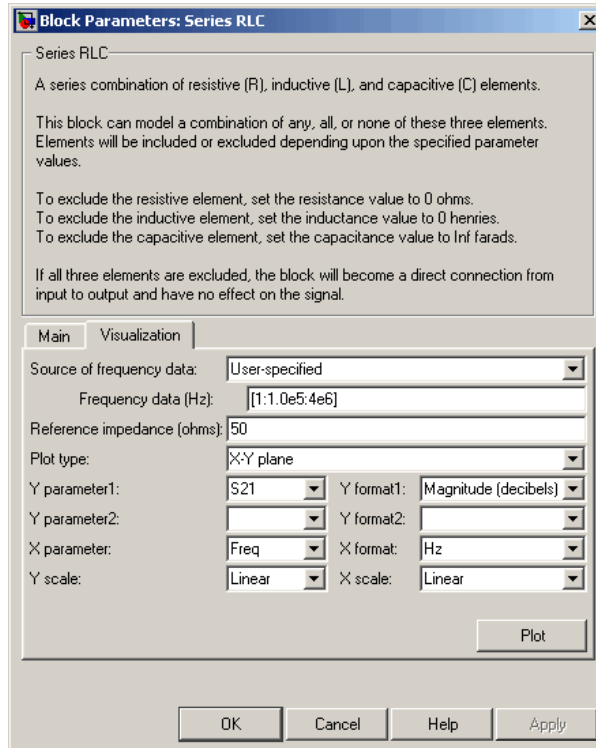 Block Parameters: Series RLC
Series RLC
A series combination of resistive (R), inductive (L), and capacitive (C) elements.
This block can model a combination of any, all, or none of these three elements.
Elements will be included or excluded depending upon the specified parameter
values.
To exclude the resistive element, set the resistance value to 0 ohms.
To exclude the inductive element, set the inductance value to 0 henries.
To exclude the capacitive element, set the capacitance value to Inf farads.
If all three elements are excluded, the block will become a direct connection from
input to output and have no effect on the signal.
Main Visualization
Source of frequency data: User-specified
Frequency data (Hz): [1:1.0e5:4e6]
Reference impedance (ohms): 50
Plot type: X-Y plane
Y parameter1: S21 Y format1: Magnitude (decibels)
Y parameter2: Y format2:
X parameter: Freq X format: Hz
Y scale: Linear X scale: Linear
Plot
OK Cancel Help Apply